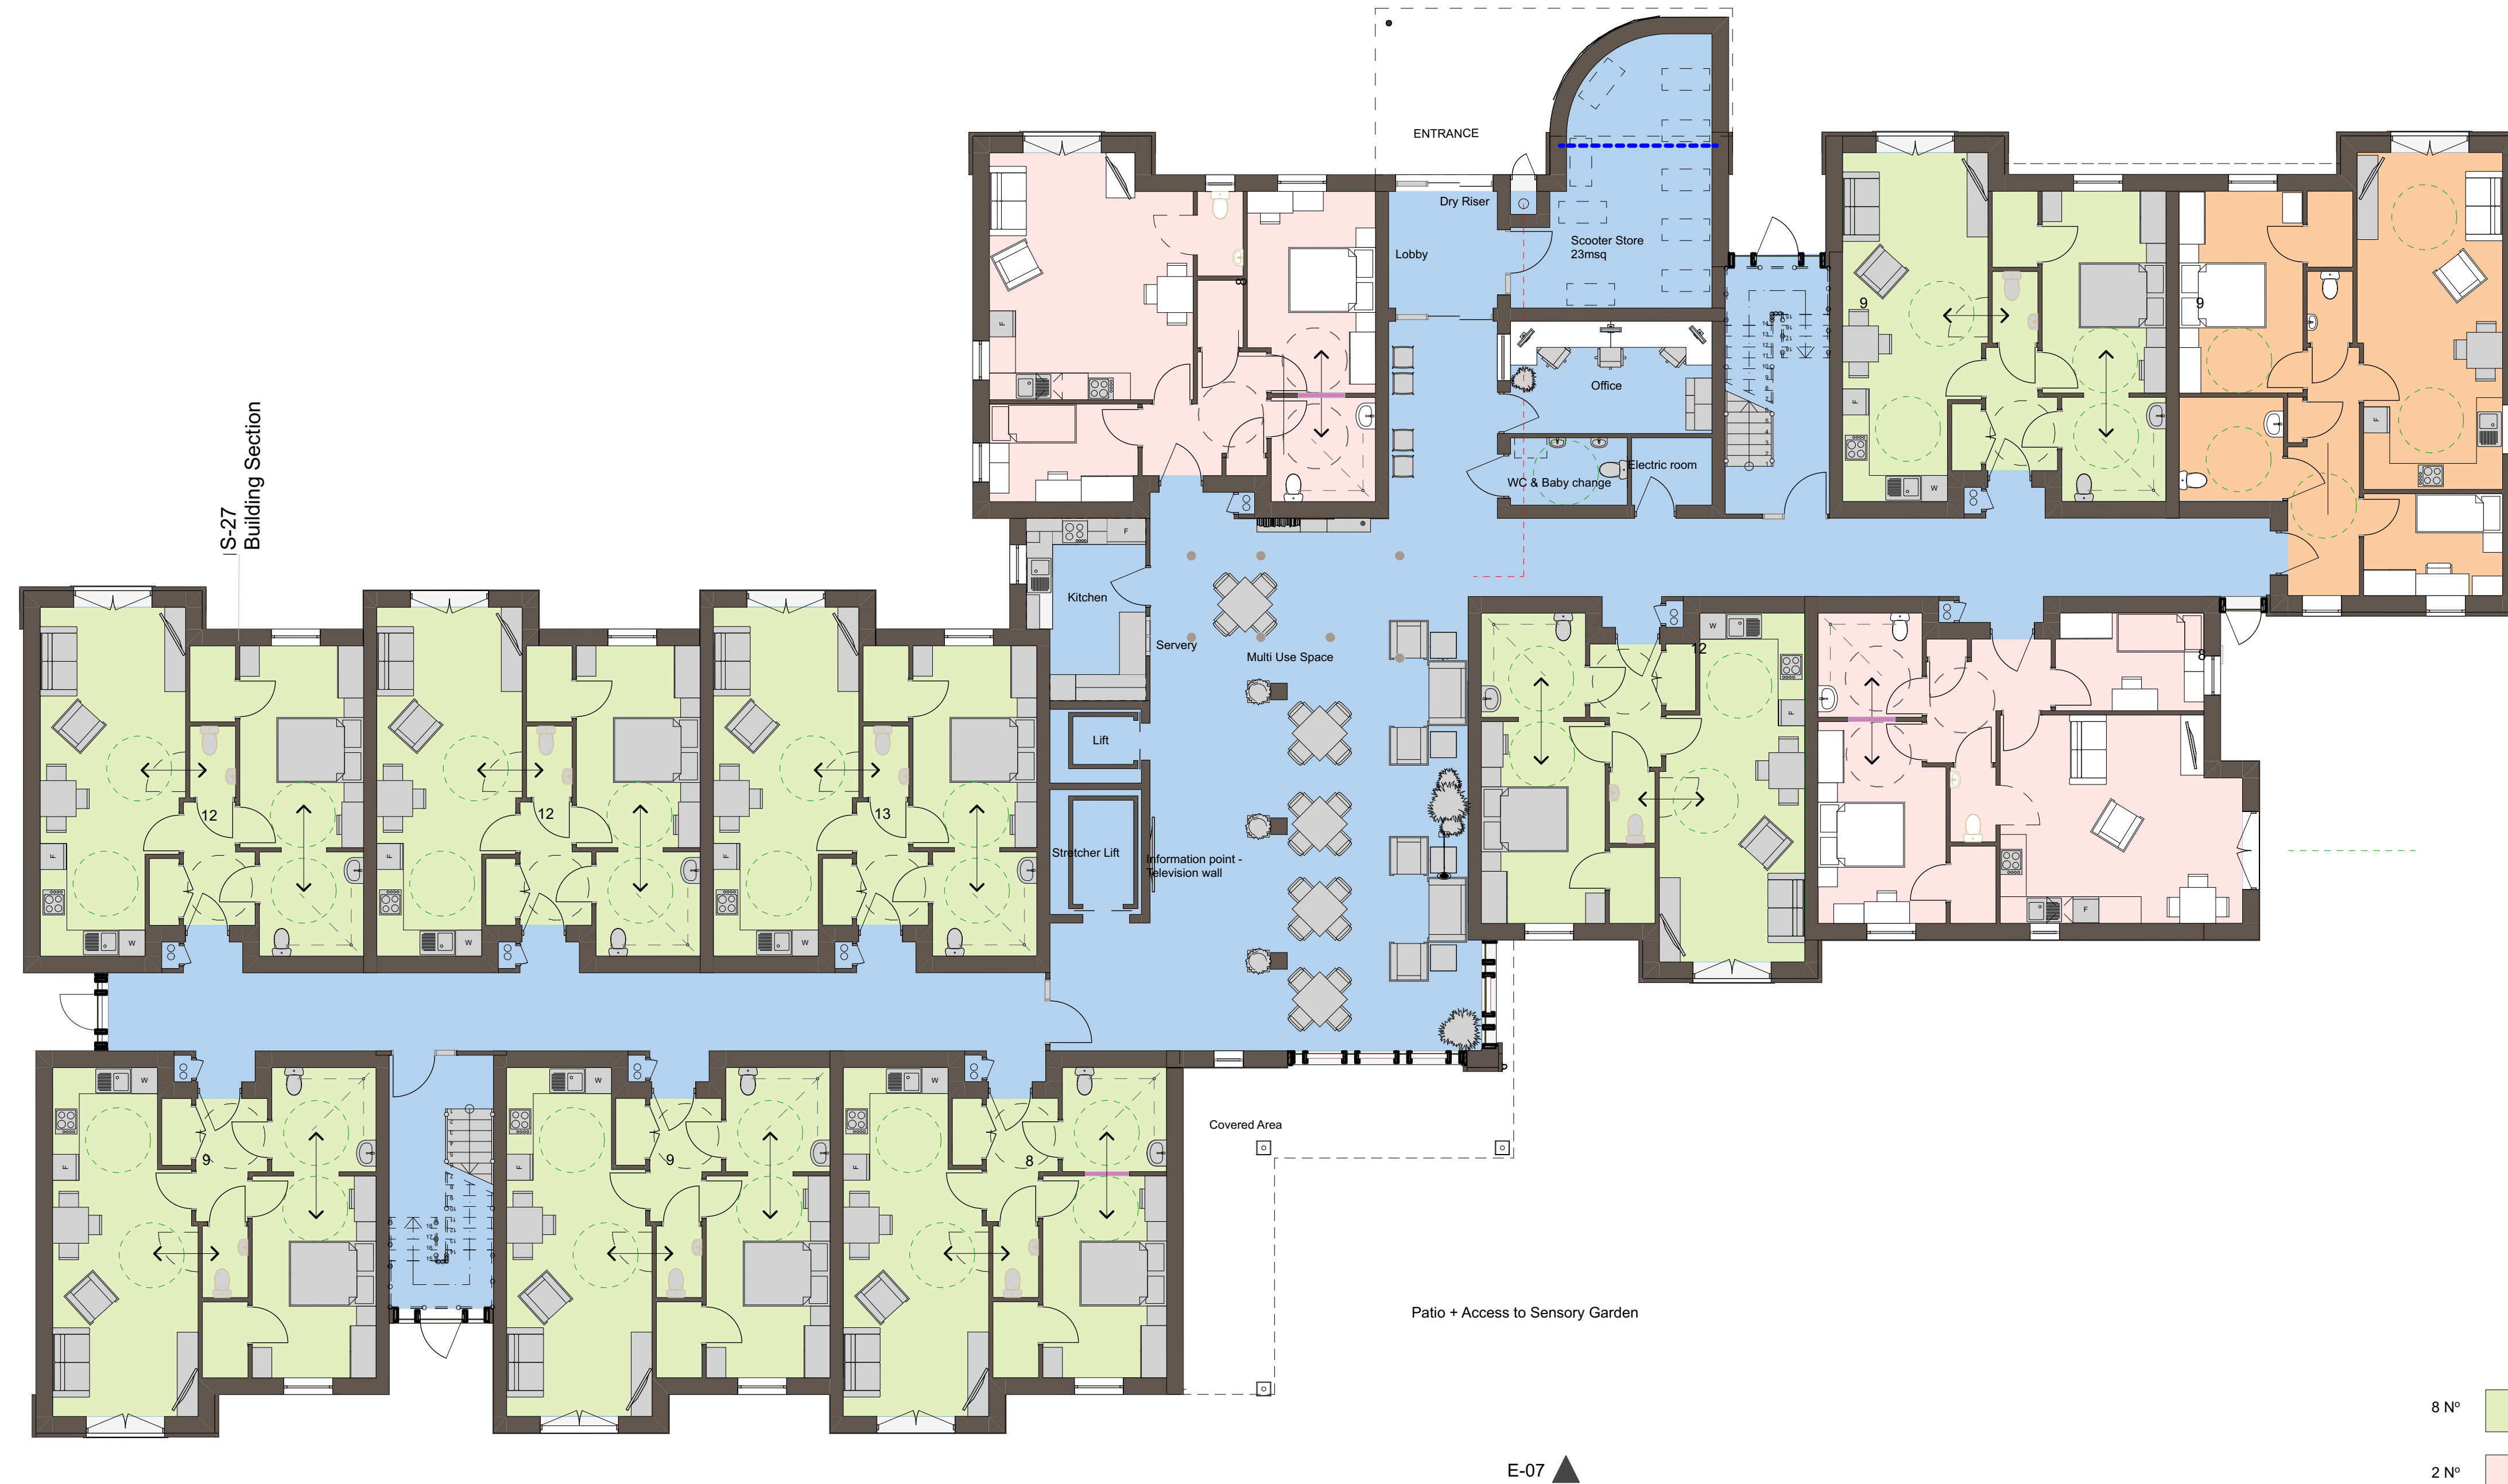 ENTRANCE
Dry Riser
Lobby
Scooter Store
23msq
8
9
9
Office
F
F
F
WC & Baby change
Electric room
W
S-27
Building Section
F
Kitchen
Servery
Multi Use Space
W
12
8
F
Lift
12
12
13
F
F
F
Stretcher Lift
Information point -
Television wall
F
W
W
W
W
W
W
Covered Area
9
9
8
F
F
F
Patio + Access to Sensory Garden
8 Nº
E-07
2 Nº